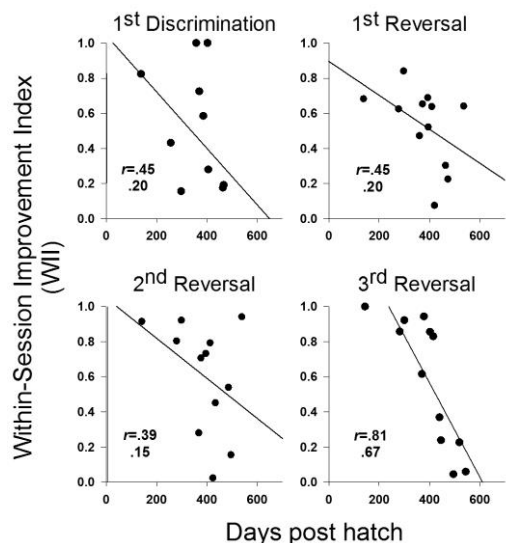 Within-Session Improvement Index
(WII)
1st Discrimination
1.0
0.8
0.6
0.4
0.2
0.0
r=.45
.20
0 200 400 600
1st Reversal
1.0
0.8
0.6
0.4
0.2
0.0
r=.45
.20
0 200 400 600
2nd Reversal
1.0
0.8
0.6
0.4
0.2
0.0
r=.39
.15
0 200 400 600
3rd Reversal
1.0
0.8
0.6
0.4
0.2
0.0
r=.81
.67
0 200 400 600
Days post hatch